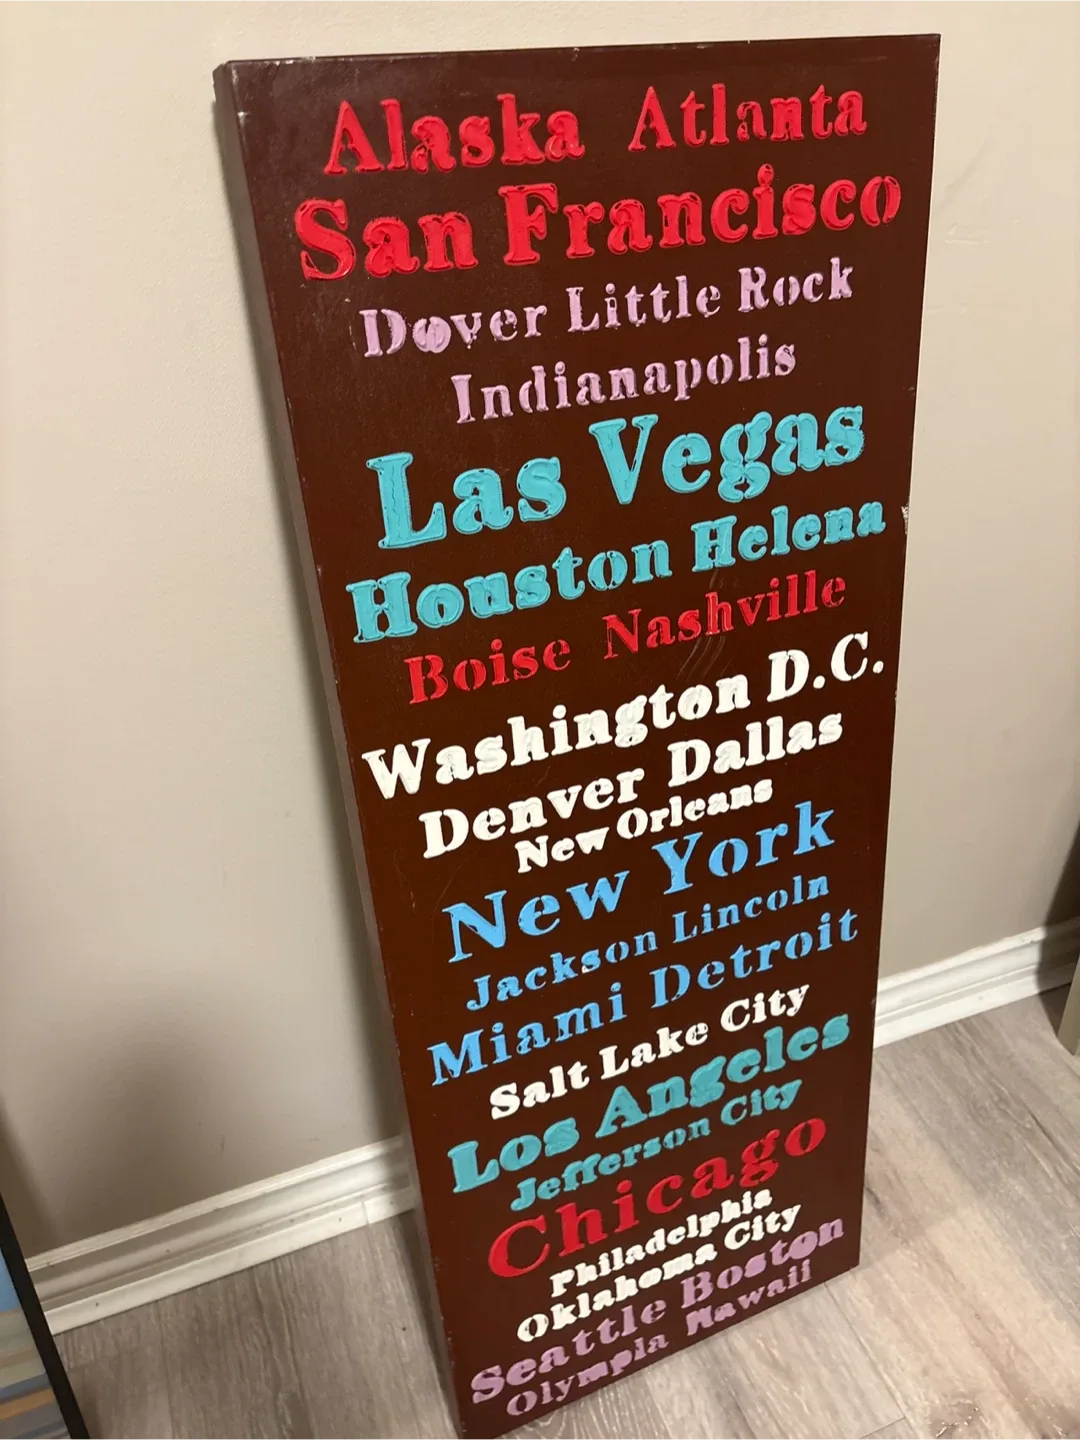 Alaska Atlanta
San Francisco
Dover Little Rock
Indianapolis
Las Vegas
Houston Helena
Boise Nashville
Washington D.C.
Denver Dallas
New Orleans
New York
Jackson Lincoln
Miami Detroit
Salt Lake City
Los Angeles
Jefferson City
Chicago
Philadelphia
Oklahoma City
Seattle Boston
Olympia Hawaii